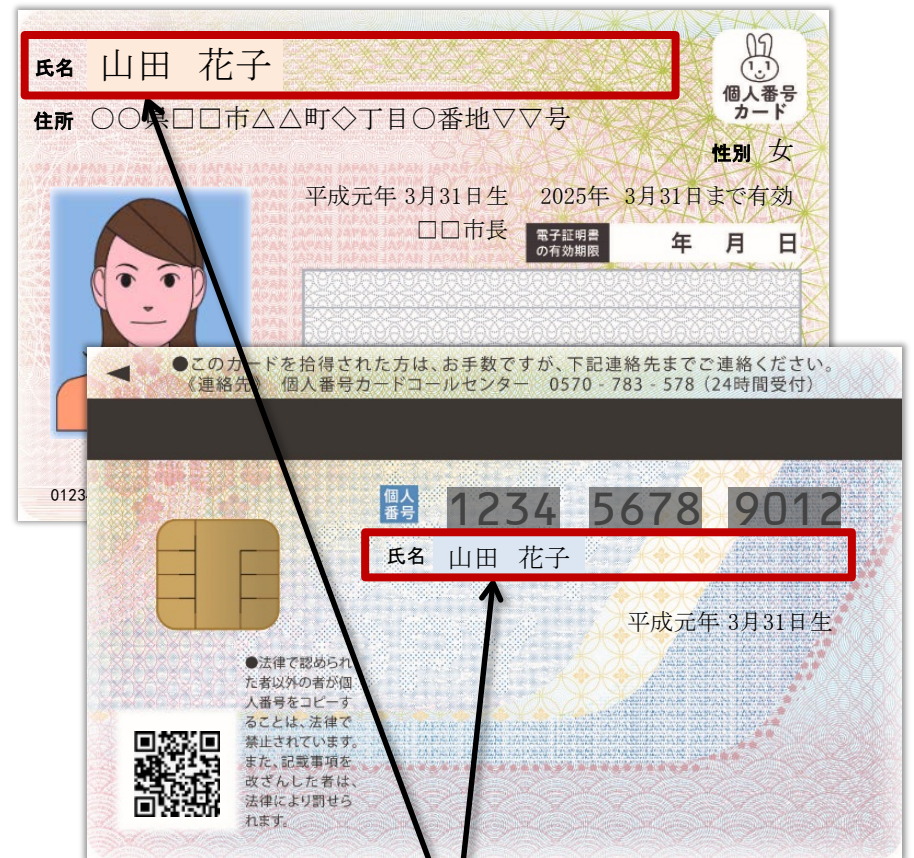 氏名 山田 花子
個人番号
カード
住所 ○○県□□市△△町◇丁目○番地▽▽号
性別 女
JAPAN JAPAN JAPAN JAPAN JAPAN JAPAN
平成元年 3月31日生 2025年 3月31日まで有効
□□市長 電子証明書の有効期限 年 月 日
0123
●このカードを拾得された方は、お手数ですが、下記連絡先までご連絡ください。
《連絡先》 個人番号カードコールセンター 0570-783-578(24時間受付)
個人番号 1234 5678 9012
氏名 山田 花子
平成元年 3月31日生
●法律で認められ
た者以外の者が個
人番号をコピーす
ることは、法律で
禁止されています。
また、記載事項を
改ざんした者は、
法律により罰せら
れます。